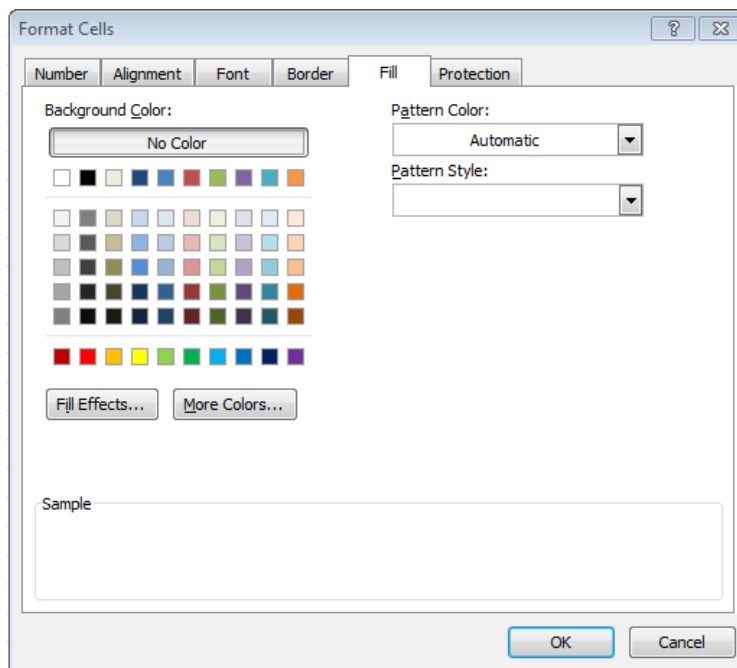 Format Cells
Number Alignment Font Border Fill Protection
Background Color:
No Color
Pattern Color:
Automatic
Pattern Style:
Fill Effects... More Colors...
Sample
OK Cancel